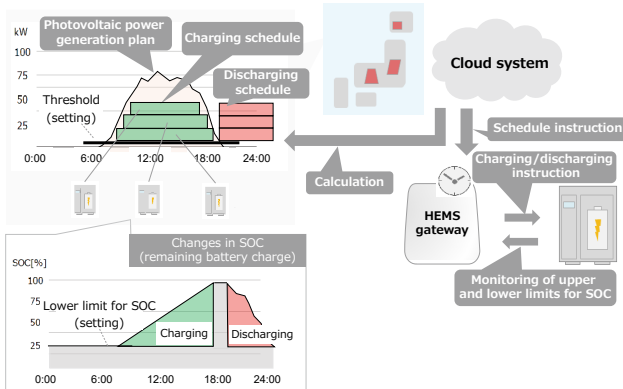 Photovoltaic power
generation plan
kW
100
75
50
25
Charging schedule
Discharging
schedule
Threshold
(setting)
0:00
6:00
12:00
18:00
24:00
Cloud system
Schedule instruction
Calculation
Charging/discharging
instruction
HEMS
gateway
Monitoring of upper
and lower limits for SOC
Changes in SOC
(remaining battery charge)
SOC[%]
100
75
50
25
Lower limit for SOC
(setting)
Charging
Discharging
0:00
6:00
12:00
18:00
24:00